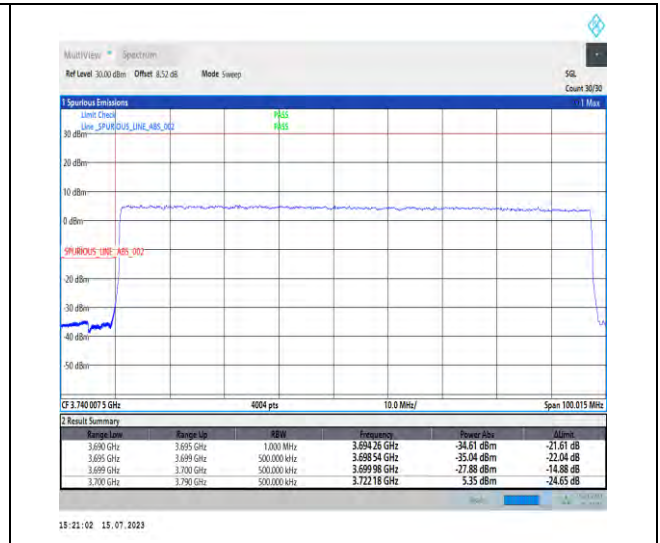 MultiView Spectrum
Ref Level 30.00 dBm Offset 8.52 dB Mode Sweep SGL
Count 30/30
1 Spurious Emissions 1 Max
Limit Check PASS
Line _SPURIOUS_LINE_ABS_002 PASS
30 dBm
20 dBm
10 dBm
0 dBm
SPURIOUS_LINE_ABS_002
-20 dBm
-30 dBm
-40 dBm
-50 dBm
CF 3.740 007 5 GHz 4004 pts 10.0 MHz/ Span 100.015 MHz
2 Result Summary
Range Low Range Up RBW Frequency Power Abs ΔLimit
3.690 GHz 3.695 GHz 1.000 MHz 3.694 26 GHz -34.61 dBm -21.61 dB
3.695 GHz 3.699 GHz 500.000 kHz 3.698 54 GHz -35.04 dBm -22.04 dB
3.699 GHz 3.700 GHz 500.000 kHz 3.699 98 GHz -27.88 dBm -14.88 dB
3.700 GHz 3.790 GHz 500.000 kHz 3.722 18 GHz 5.35 dBm -24.65 dB
15:21:02 15.07.2023